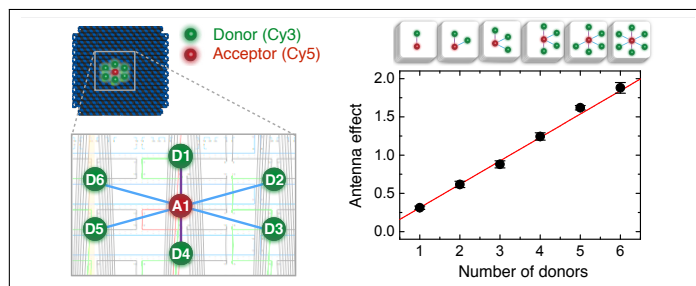 Donor (Cy3)
Acceptor (Cy5)
D1
D6
D2
A1
D5
D3
D4
Antenna effect
2.0
1.5
1.0
0.5
0.0
1 2 3 4 5 6
Number of donors